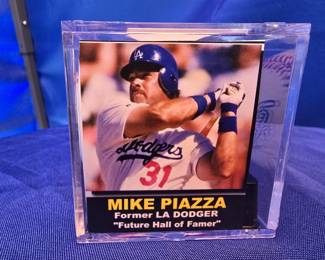 LA
Dodgers
31
MIKE PIAZZA
Former LA DODGER
"Future Hall of Famer"